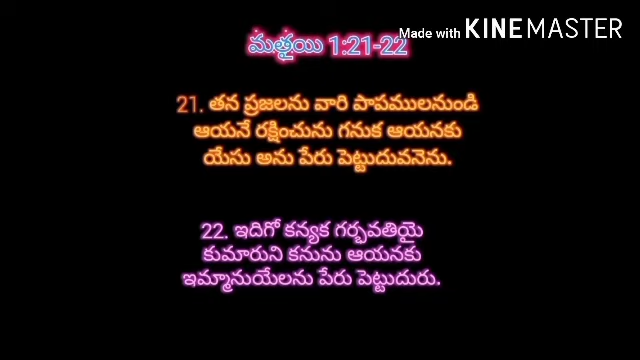 మత్తయి 1:21-22
Made with KINEMASTER
21. తన ప్రజలను వారి పాపములనుండి
ఆయనే రక్షించును గనుక ఆయనకు
యేసు అను పేరు పెట్టుదువనెను.
22. ఇదిగో కన్యక గర్భవతియై
కుమారుని కనును ఆయనకు
ఇమ్మానుయేలను పేరు పెట్టుదురు.